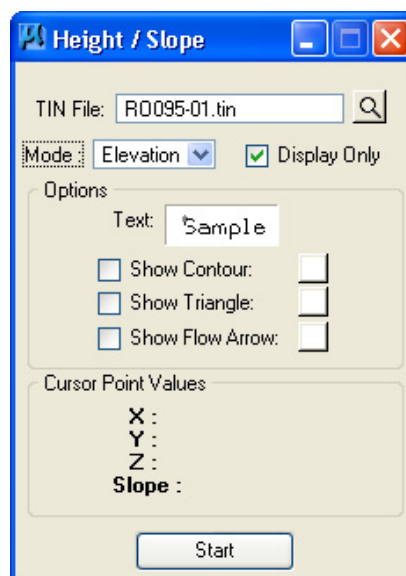 Height / Slope
TIN File: RO095-01.tin
Mode : Elevation Display Only
Options
Text: Sample
Show Contour:
Show Triangle:
Show Flow Arrow:
Cursor Point Values
X :
Y :
Z :
Slope :
Start